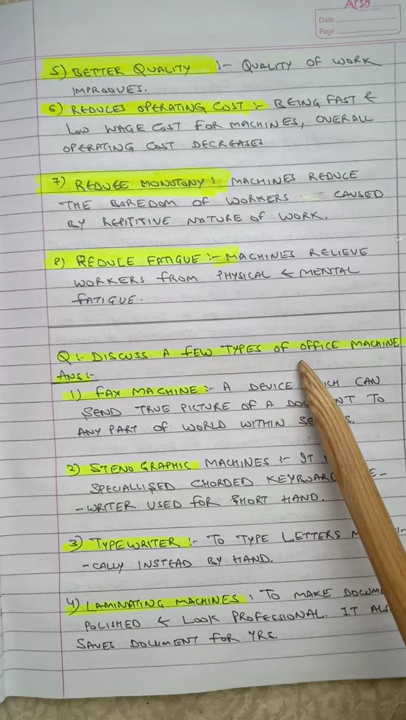 Date
Page
5) BETTER QUALITY :- QUALITY OF WORK
IMPROVES.
6) REDUCES OPERATING COST :- BEING FAST &
LOW WAGE COST FOR MACHINES, OVERALL
OPERATING COST DECREASES
7) REDUCE MONOTONY : MACHINES REDUCE
THE BOREDOM OF WORKERS CAUSED
BY REPITITIVE NATURE OF WORK.
8) REDUCE FATIGUE :- MACHINES RELIEVE
WORKERS FROM PHYSICAL & MENTAL
FATIGUE.
Q1. DISCUSS A FEW TYPES OF OFFICE MACHINE
ANS:-
1) FAX MACHINE :- A DEVICE CAN
SEND TRUE PICTURE OF A TO
ANY PART OF WORLD WITHIN
2) STENO GRAPHIC MACHINES :- IT
SPECIALISED CHORDED
-WRITER USED FOR SHORT HAND.
3) TYPEWRITER :- TO TYPE LETTERS
-CALLY INSTEAD BY HAND.
4) LAMINATING MACHINES : TO MAKE
POLISHED & LOOK PROFESSIONAL. IT
SAVES DOCUMENT FOR YRS.